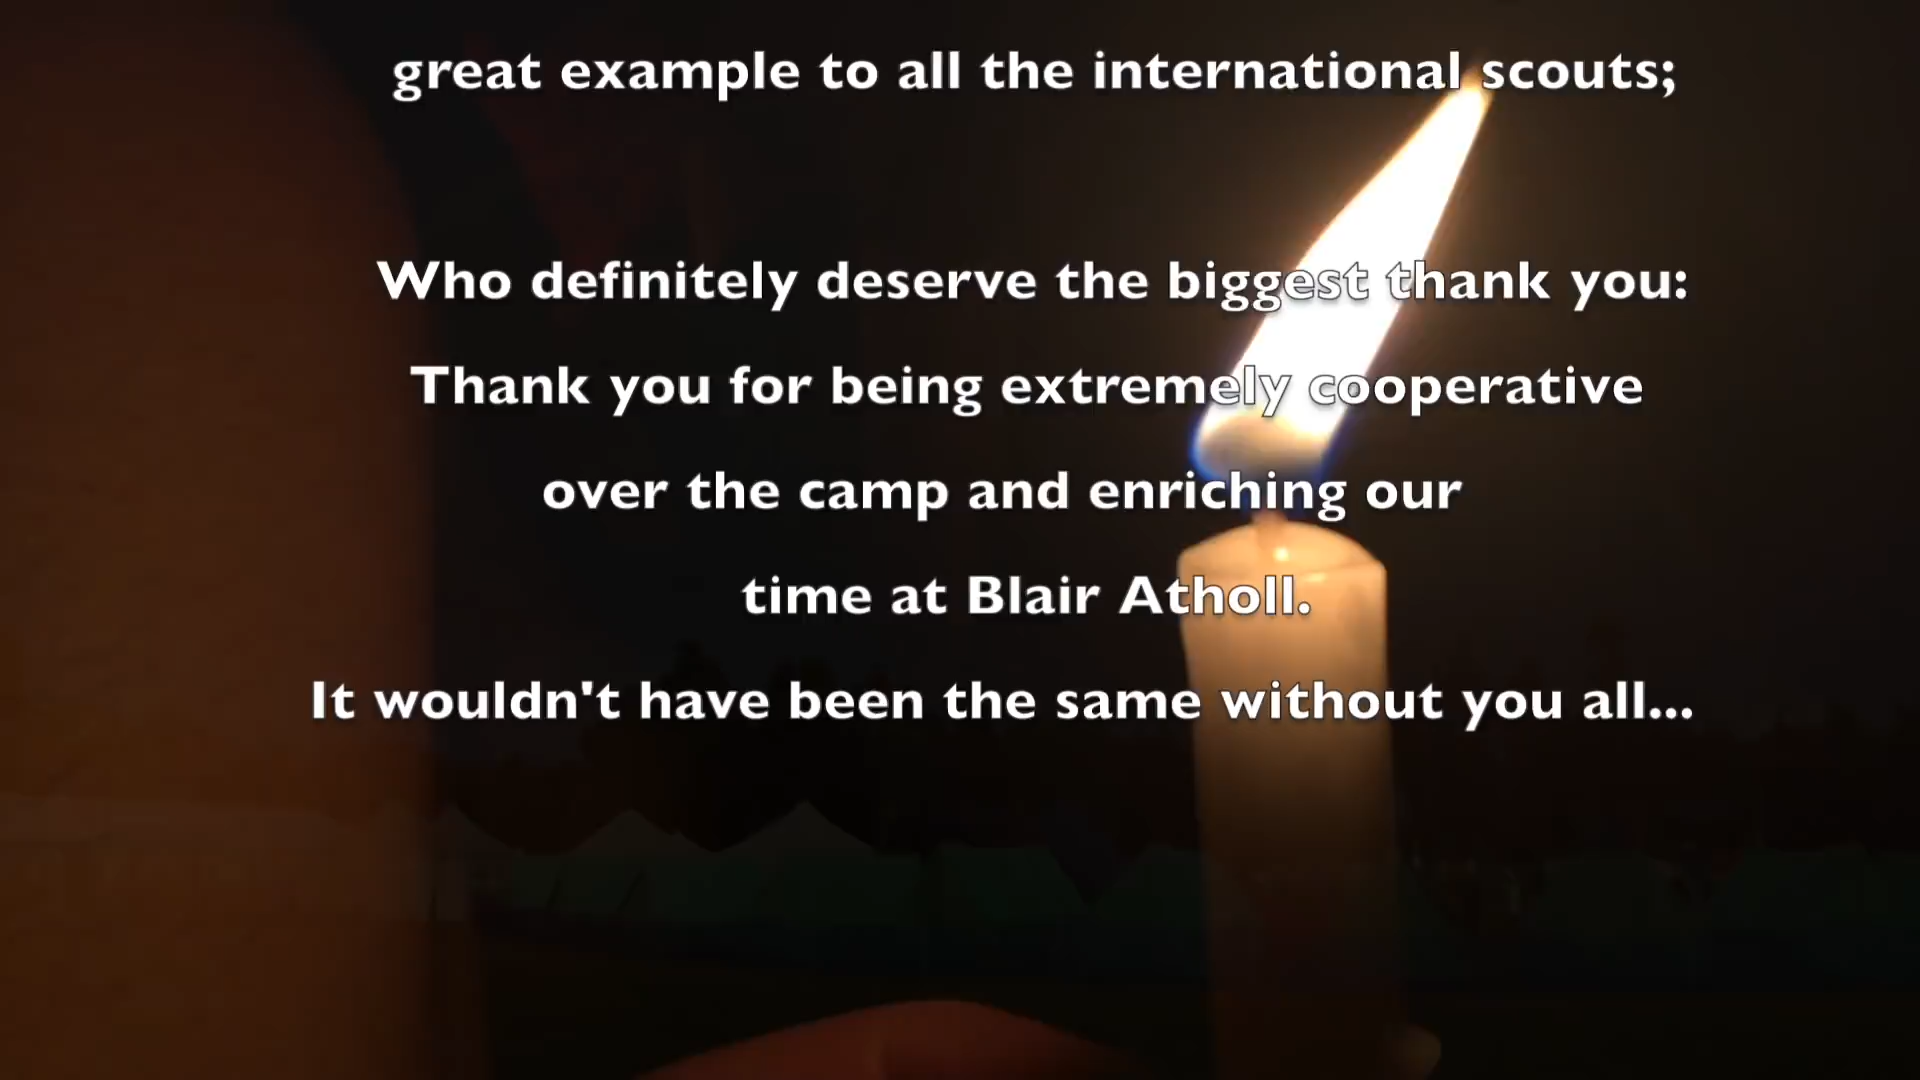 great example to all the international scouts;
Who definitely deserve the biggest thank you:
Thank you for being extremely cooperative
over the camp and enriching our
time at Blair Atholl.
It wouldn't have been the same without you all...